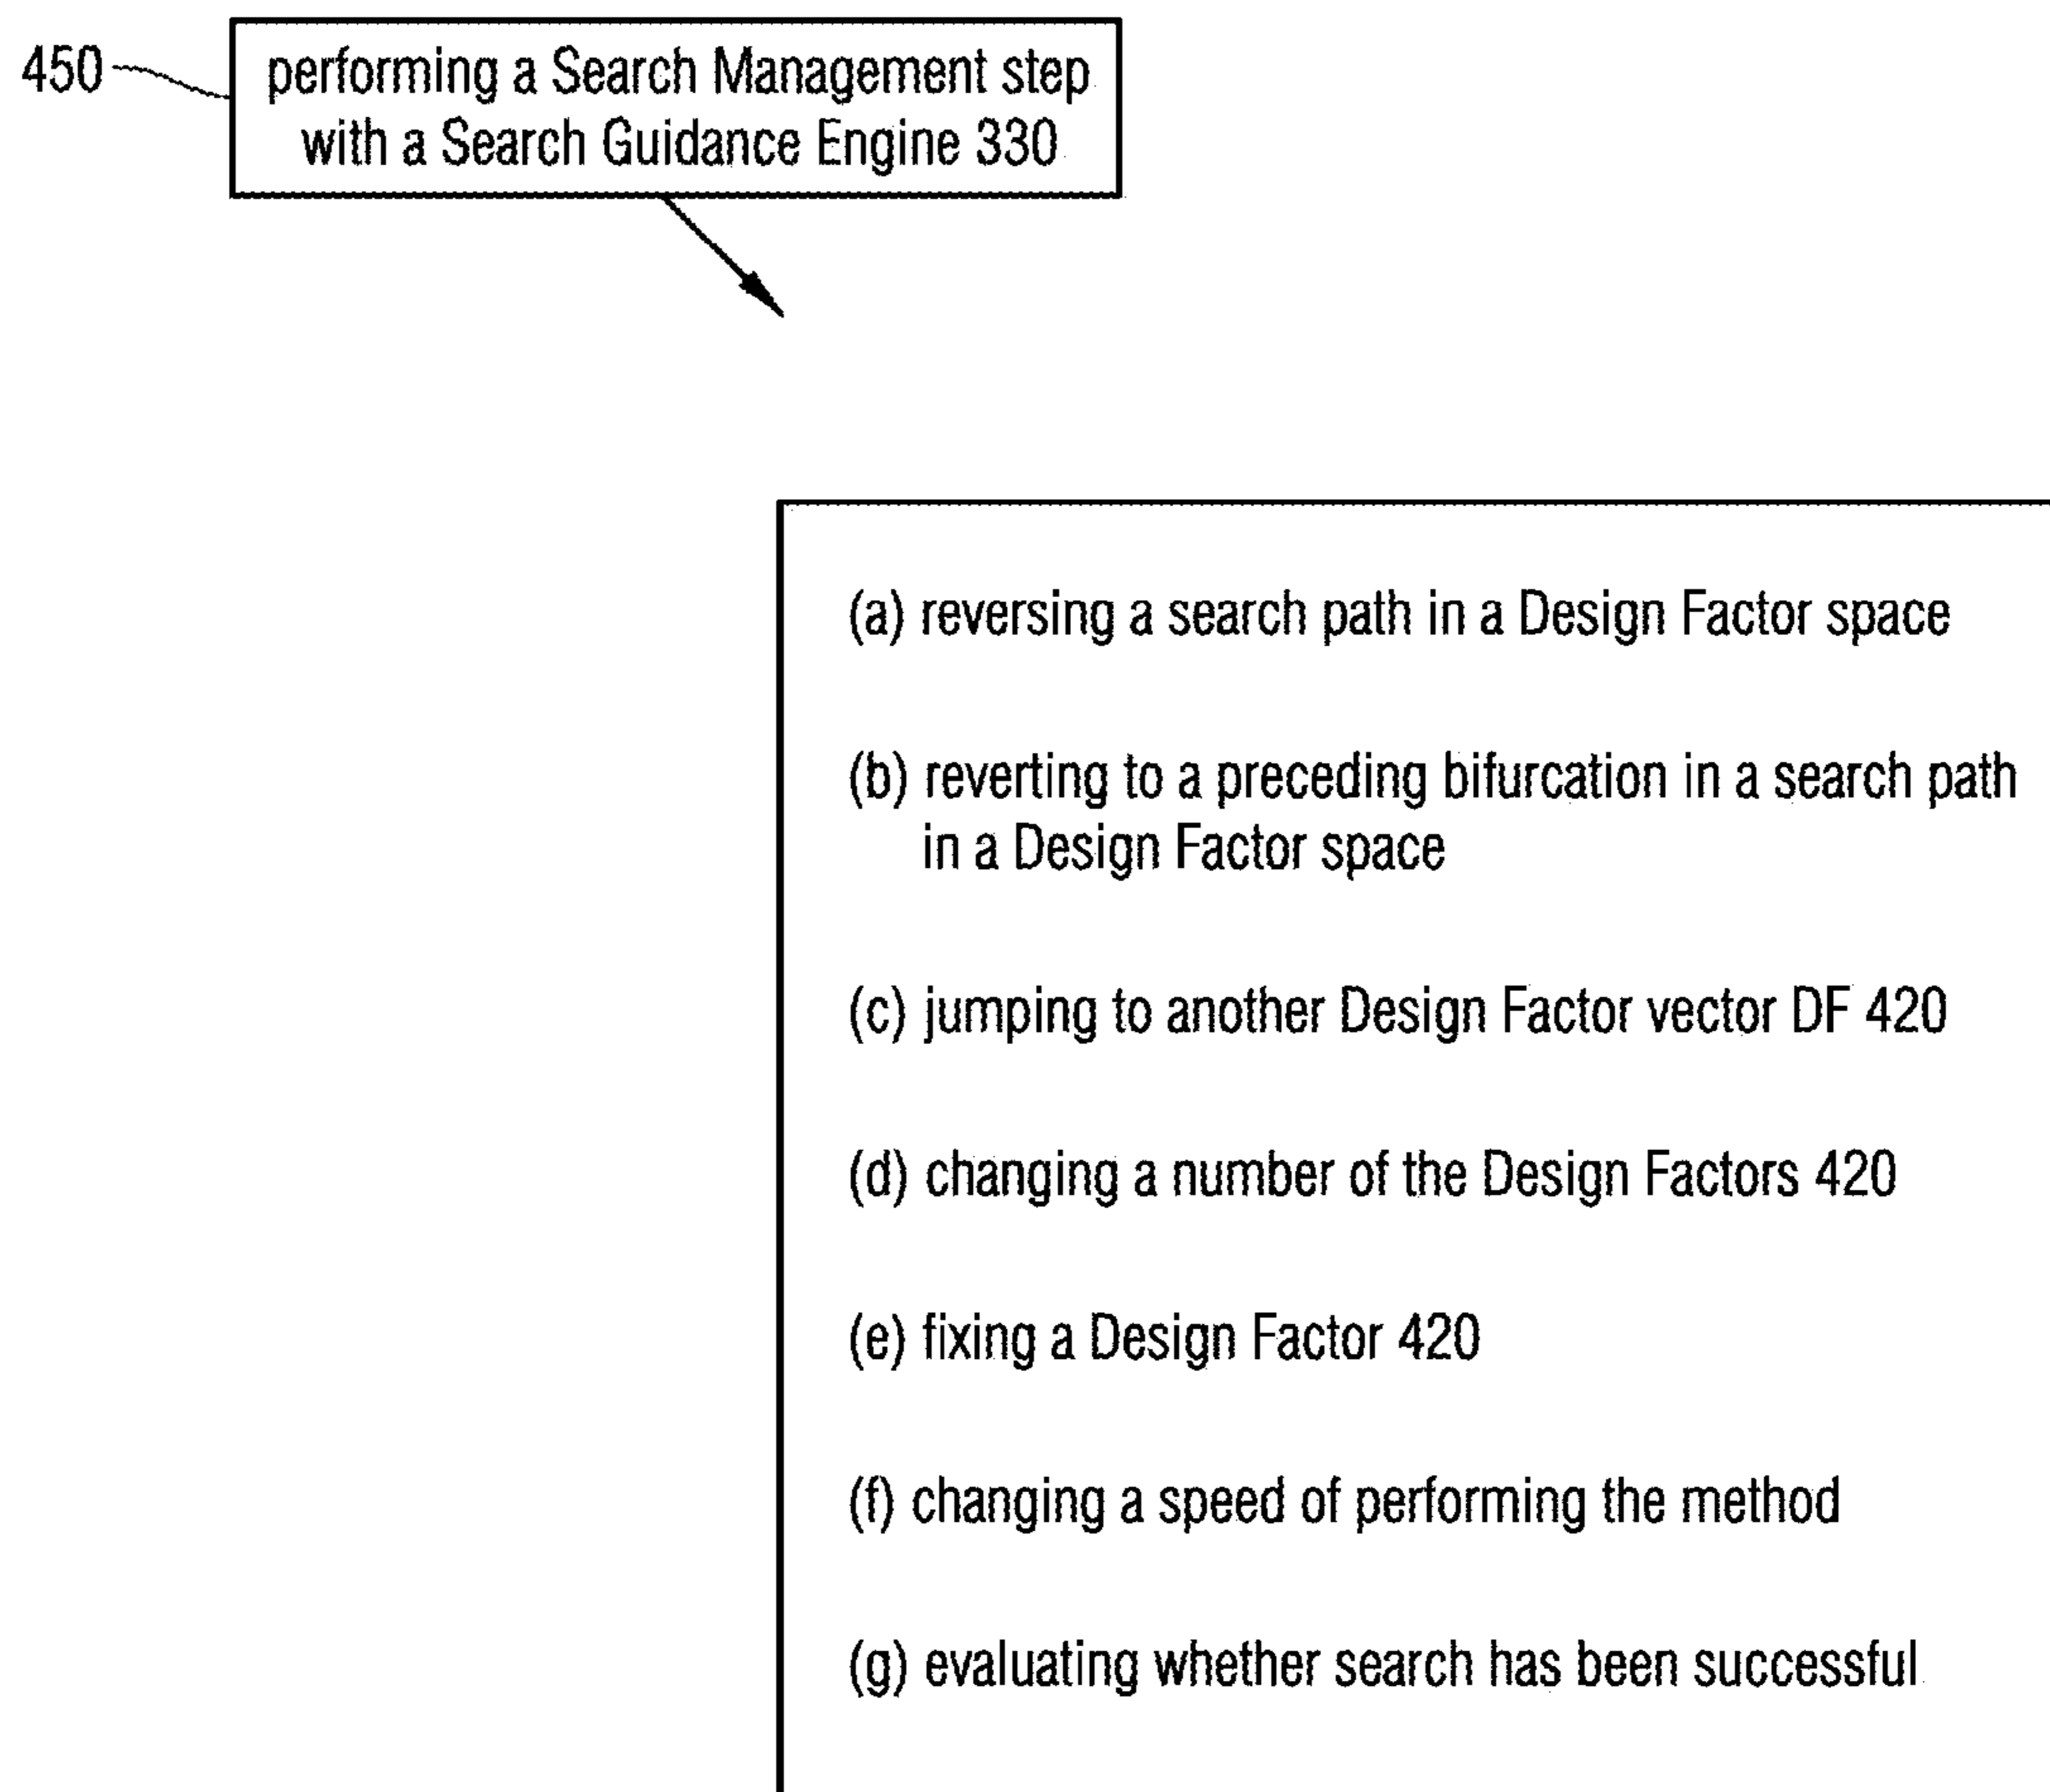 450
performing a Search Management step
with a Search Guidance Engine 330
(a) reversing a search path in a Design Factor space
(b) reverting to a preceding bifurcation in a search path
in a Design Factor space
(c) jumping to another Design Factor vector DF 420
(d) changing a number of the Design Factors 420
(e) fixing a Design Factor 420
(f) changing a speed of performing the method
(g) evaluating whether search has been successful